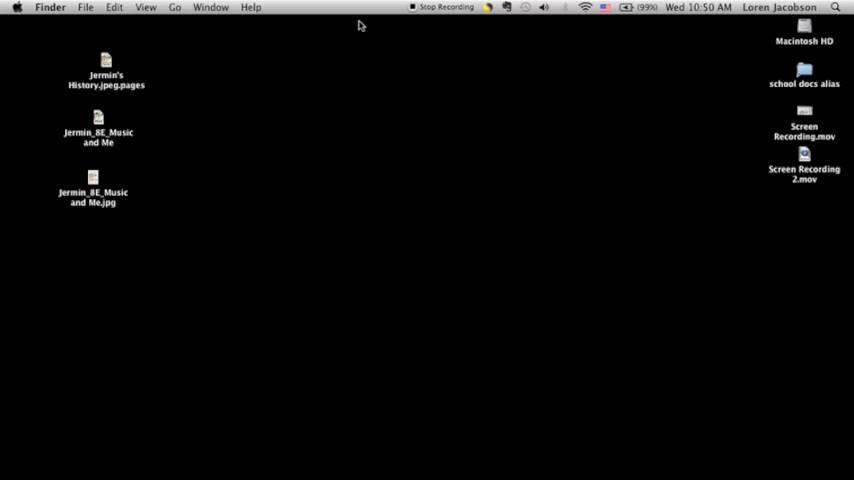 Finder File Edit View Go Window Help Stop Recording (99%) Wed 10:50 AM Loren Jacobson
Macintosh HD
Jermin's
History.jpeg.pages
school docs alias
Jermin_8E_Music
and Me
Screen
Recording.mov
Screen Recording
2.mov
Jermin_8E_Music
and Me.jpg